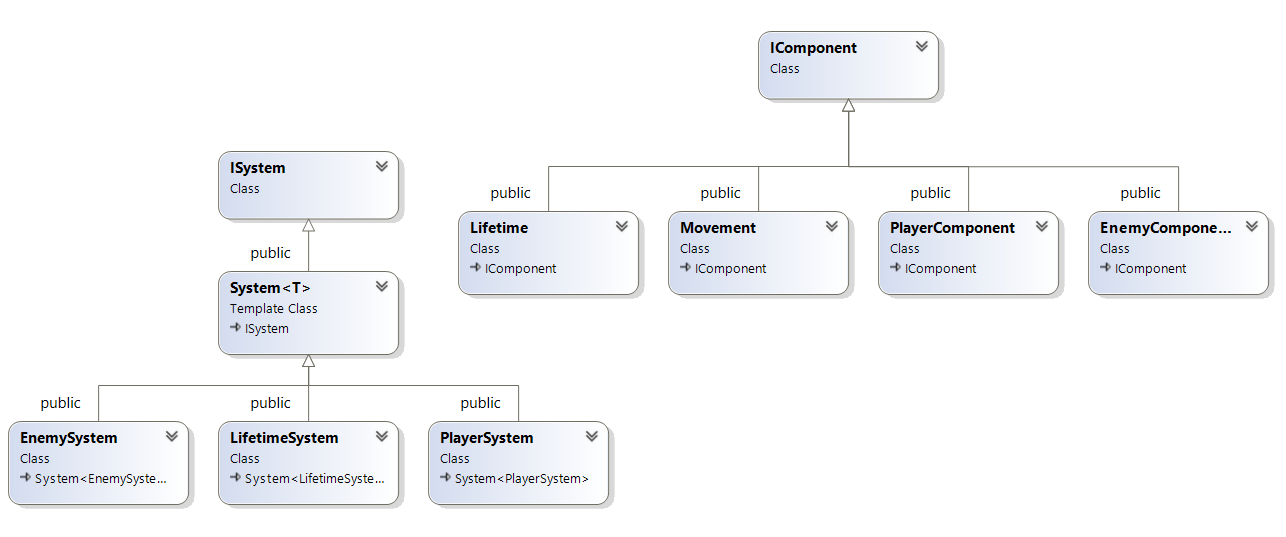 IComponent
Class
ISystem
Class
public
public
public
public
Lifetime
Class
IComponent
Movement
Class
IComponent
PlayerComponent
Class
IComponent
EnemyCompone...
Class
IComponent
public
System<T>
Template Class
ISystem
public
public
public
EnemySystem
Class
System<EnemySyste...
LifetimeSystem
Class
System<LifetimeSyste...
PlayerSystem
Class
System<PlayerSystem>